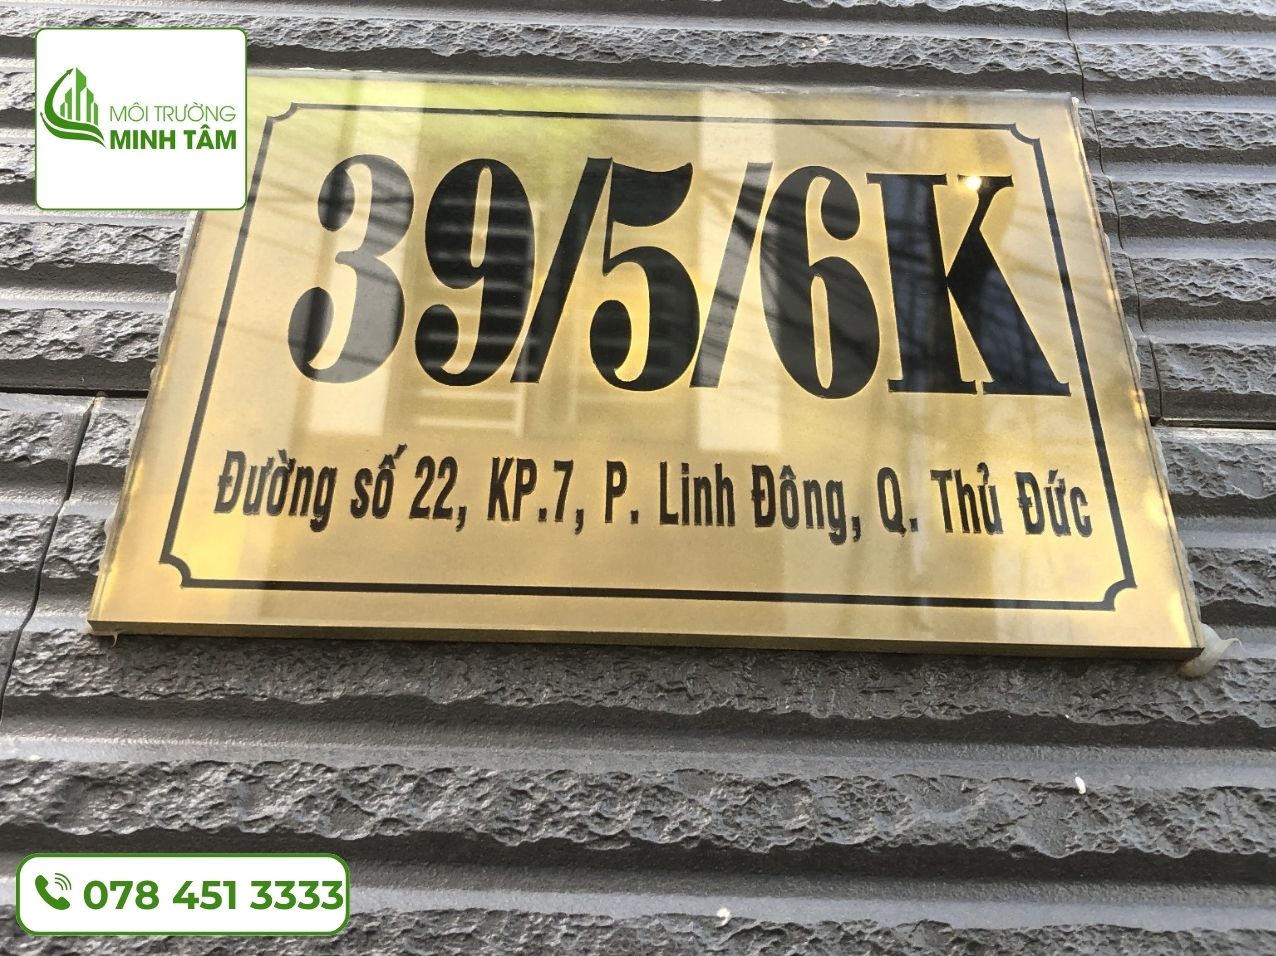 MÔI TRƯỜNG
MINH TÂM
39/5/6K
Đường số 22, KP.7, P. Linh Đông, Q. Thủ Đức
078 451 3333